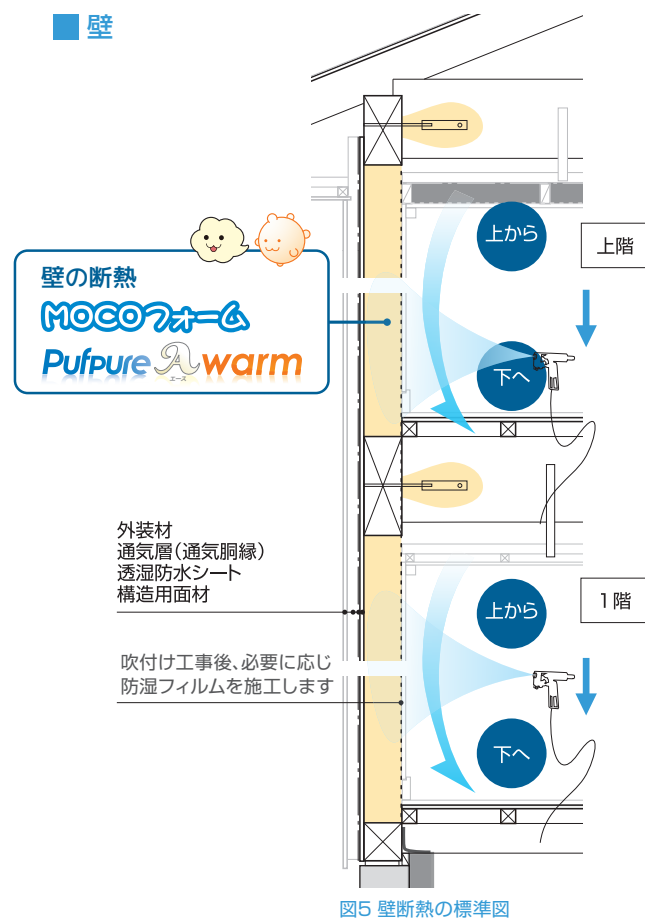 壁
上から
上階
壁の断熱
MOCOフォーム
Pufpure A warm
エース
下へ
外装材
通気層(通気胴縁)
透湿防水シート
構造用面材
上から
1階
吹付け工事後、必要に応じ
防湿フィルムを施工します
下へ
図5 壁断熱の標準図